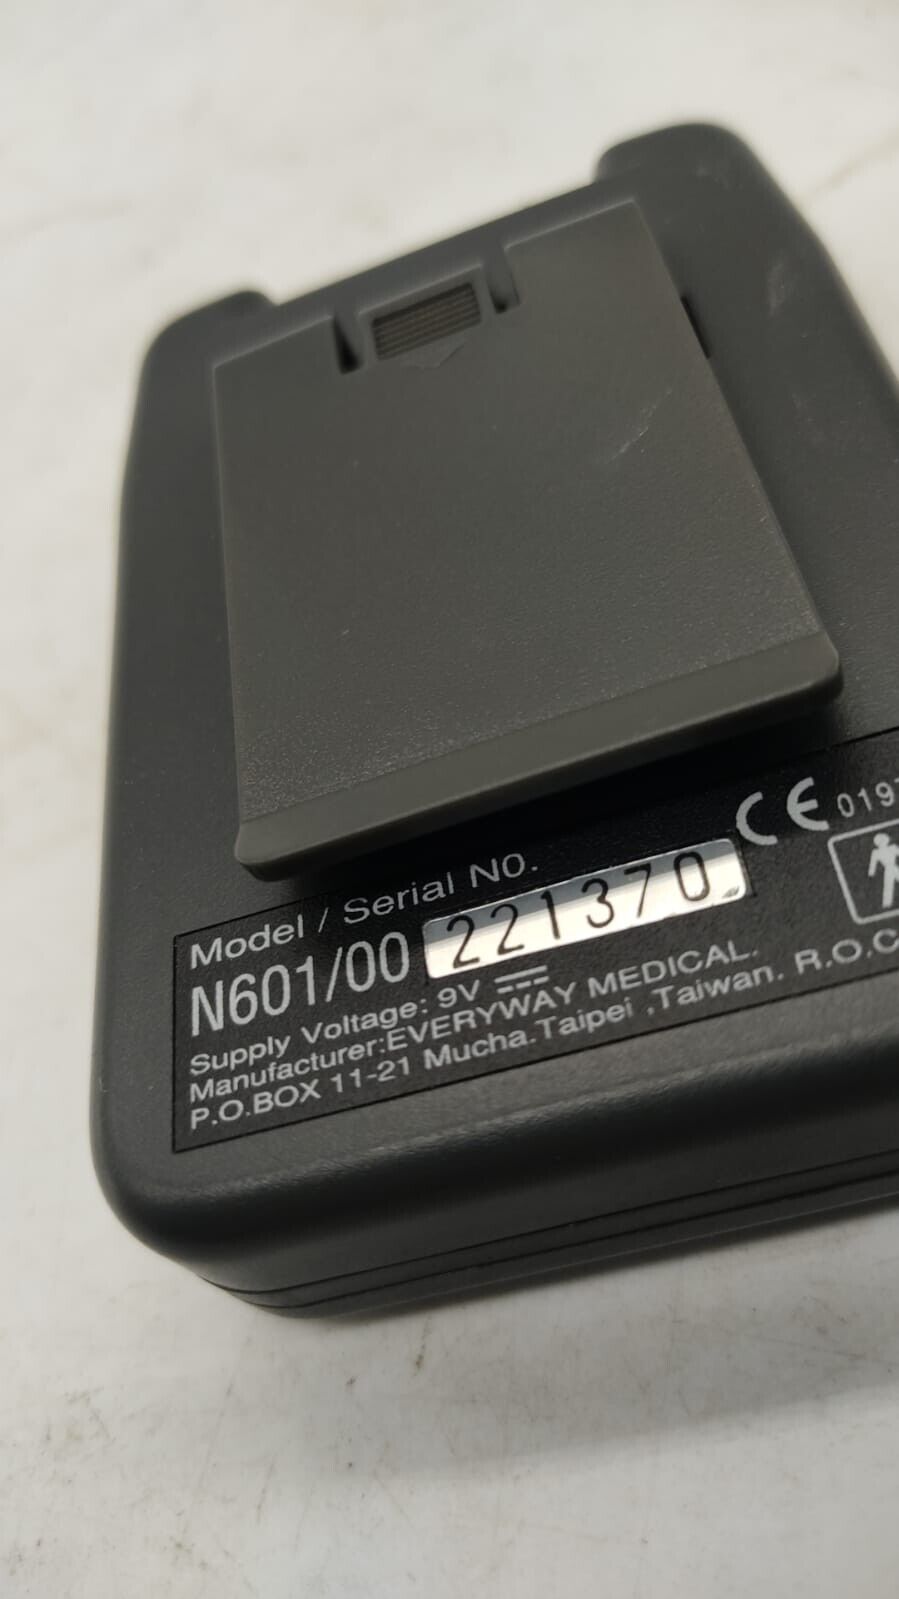 Model / Serial NO.
N601/00 221370
CE 0197
Supply Voltage: 9V
Manufacturer:EVERYWAY MEDICAL.
P.O.BOX 11-21 Mucha.Taipei ,Taiwan. R.O.C